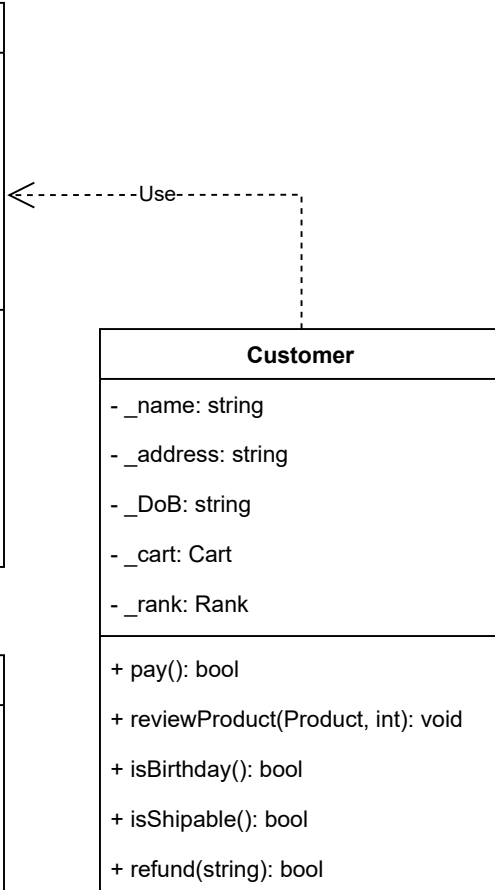 Use
Customer
- _name: string
- _address: string
- _DoB: string
- _cart: Cart
- _rank: Rank
+ pay(): bool
+ reviewProduct(Product, int): void
+ isBirthday(): bool
+ isShipable(): bool
+ refund(string): bool